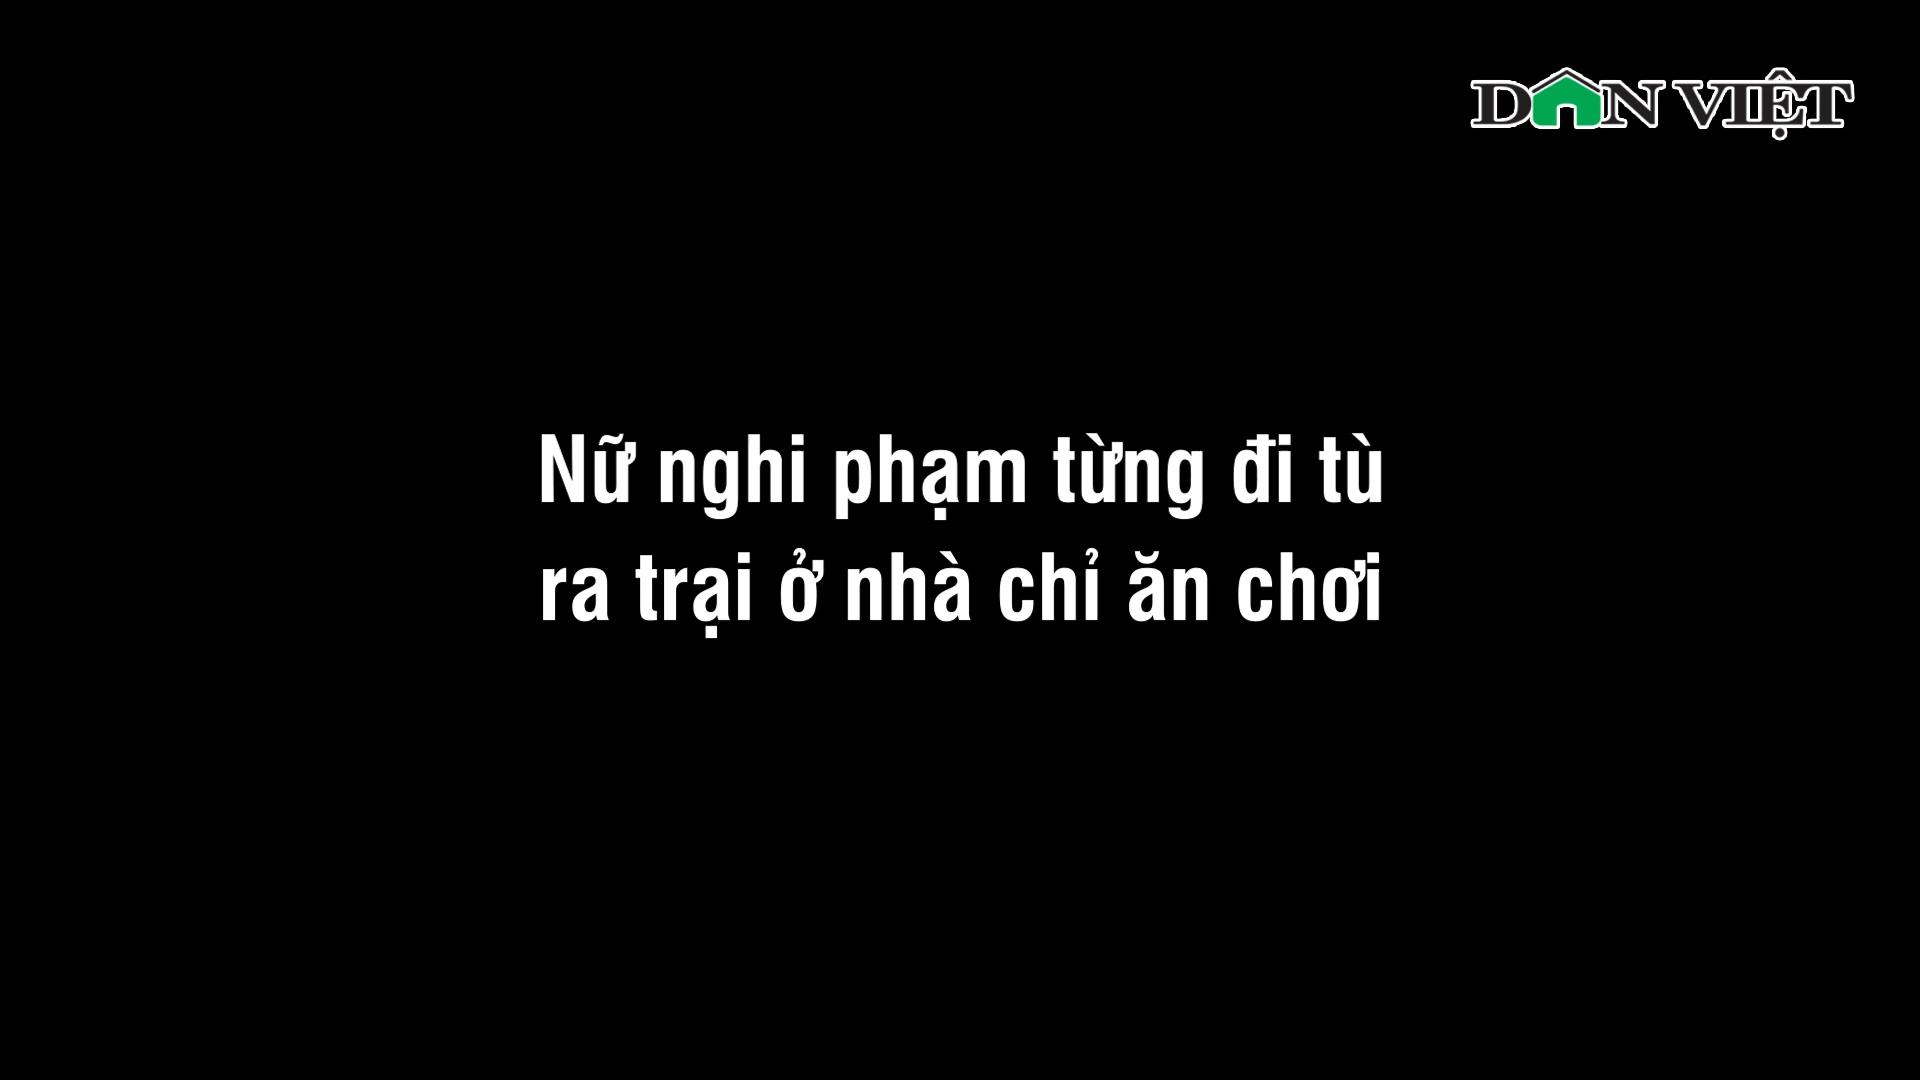 DÂN VIỆT
Nữ nghi phạm từng đi tù
ra trại ở nhà chỉ ăn chơi